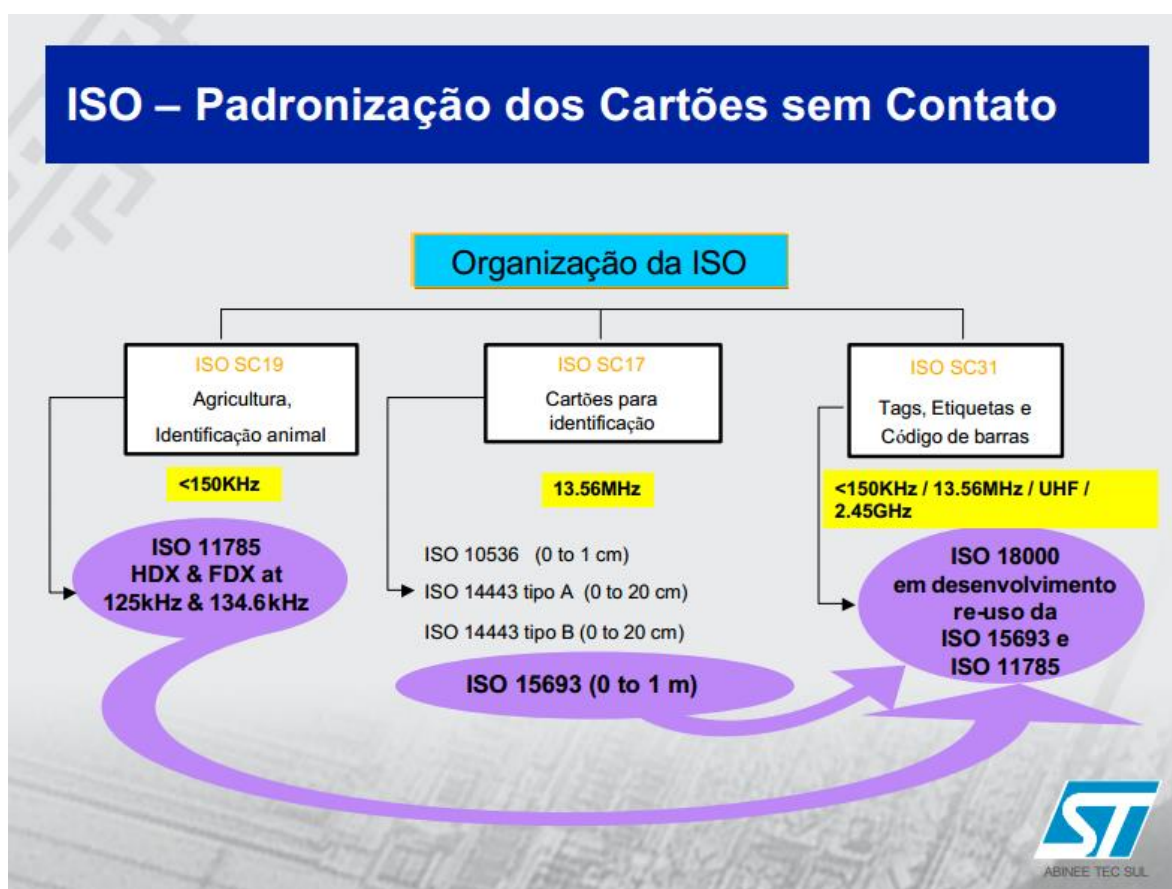 ISO – Padronização dos Cartões sem Contato
Organização da ISO
ISO SC19
Agricultura,
Identificação animal
<150KHz
ISO 11785
HDX & FDX at
125kHz & 134.6kHz
ISO SC17
Cartões para
identificação
13.56MHz
ISO 10536 (0 to 1 cm)
ISO 14443 tipo A (0 to 20 cm)
ISO 14443 tipo B (0 to 20 cm)
ISO 15693 (0 to 1 m)
ISO SC31
Tags, Etiquetas e
Código de barras
<150KHz / 13.56MHz / UHF /
2.45GHz
ISO 18000
em desenvolvimento
re-uso da
ISO 15693 e
ISO 11785
ST
ABINEE TEC SUL